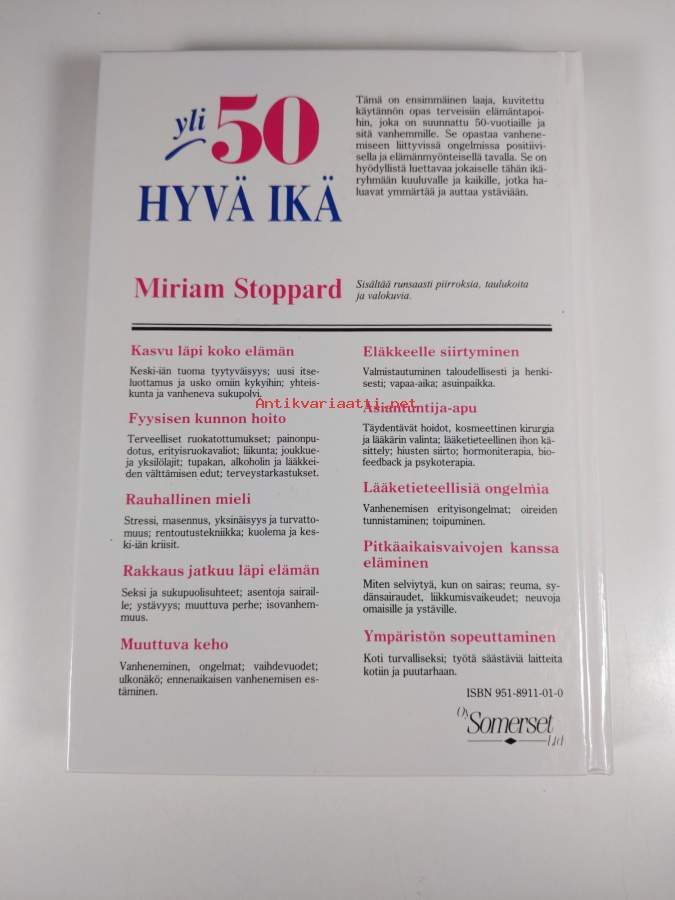 yli 50
HYVÄ IKÄ
Tämä on ensimmäinen laaja, kuvitettu
käytännön opas terveisiin elämäntapoi-
hin, joka on suunnattu 50-vuotiaille ja
sitä vanhemmille. Se opastaa vanhene-
miseen liittyvissä ongelmissa positiivi-
sella ja elämänmyönteisellä tavalla. Se on
hyödyllistä luettavaa jokaiselle tähän ikä-
ryhmään kuuluvalle ja kaikille, jotka ha-
luavat ymmärtää ja auttaa ystäviään.
Miriam Stoppard
Sisältää runsaasti piirroksia, taulukoita
ja valokuvia.
Kasvu läpi koko elämän
Keski-iän tuoma tyytyväisyys; uusi itse-
luottamus ja usko omiin kykyihin; yhteis-
kunta ja vanheneva sukupolvi.
Fyysisen kunnon hoito
Terveelliset ruokatottumukset; painonpu-
dotus, erityisruokavaliot; liikunta; joukkue-
ja yksilölajit; tupakan, alkoholin ja lääkkei-
den välttämisen edut; terveystarkastukset.
Rauhallinen mieli
Stressi, masennus, yksinäisyys ja turvatto-
muus; rentoutustekniikka; kuolema ja kes-
ki-iän kriisit.
Rakkaus jatkuu läpi elämän
Seksi ja sukupuolisuhteet; asentoja sairail-
le; ystävyys; muuttuva perhe; isovanhem-
muus.
Muuttuva keho
Vanheneminen, ongelmat; vaihdevuodet;
ulkonäkö; ennenaikaisen vanhenemisen es-
täminen.
Eläkkeelle siirtyminen
Valmistautuminen taloudellisesti ja henki-
sesti; vapaa-aika; asuinpaikka.
Antikvariaatti.net
Asiantuntija-apu
Täydentävät hoidot, kosmeettinen kirurgia
ja lääkärin valinta; lääketieteellinen ihon kä-
sittely; hiusten siirto; hormoniterapia, bio-
feedback ja psykoterapia.
Lääketieteellisiä ongelmia
Vanhenemisen erityisongelmat; oireiden
tunnistaminen; toipuminen.
Pitkäaikaisvaivojen kanssa
eläminen
Miten selviytyä, kun on sairas; reuma, sy-
dänsairaudet, liikkumisvaikeudet; neuvoja
omaisille ja ystäville.
Ympäristön sopeuttaminen
Koti turvalliseksi; työtä säästäviä laitteita
kotiin ja puutarhaan.
ISBN 951-8911-01-0
Oy
Somerset
Ltd